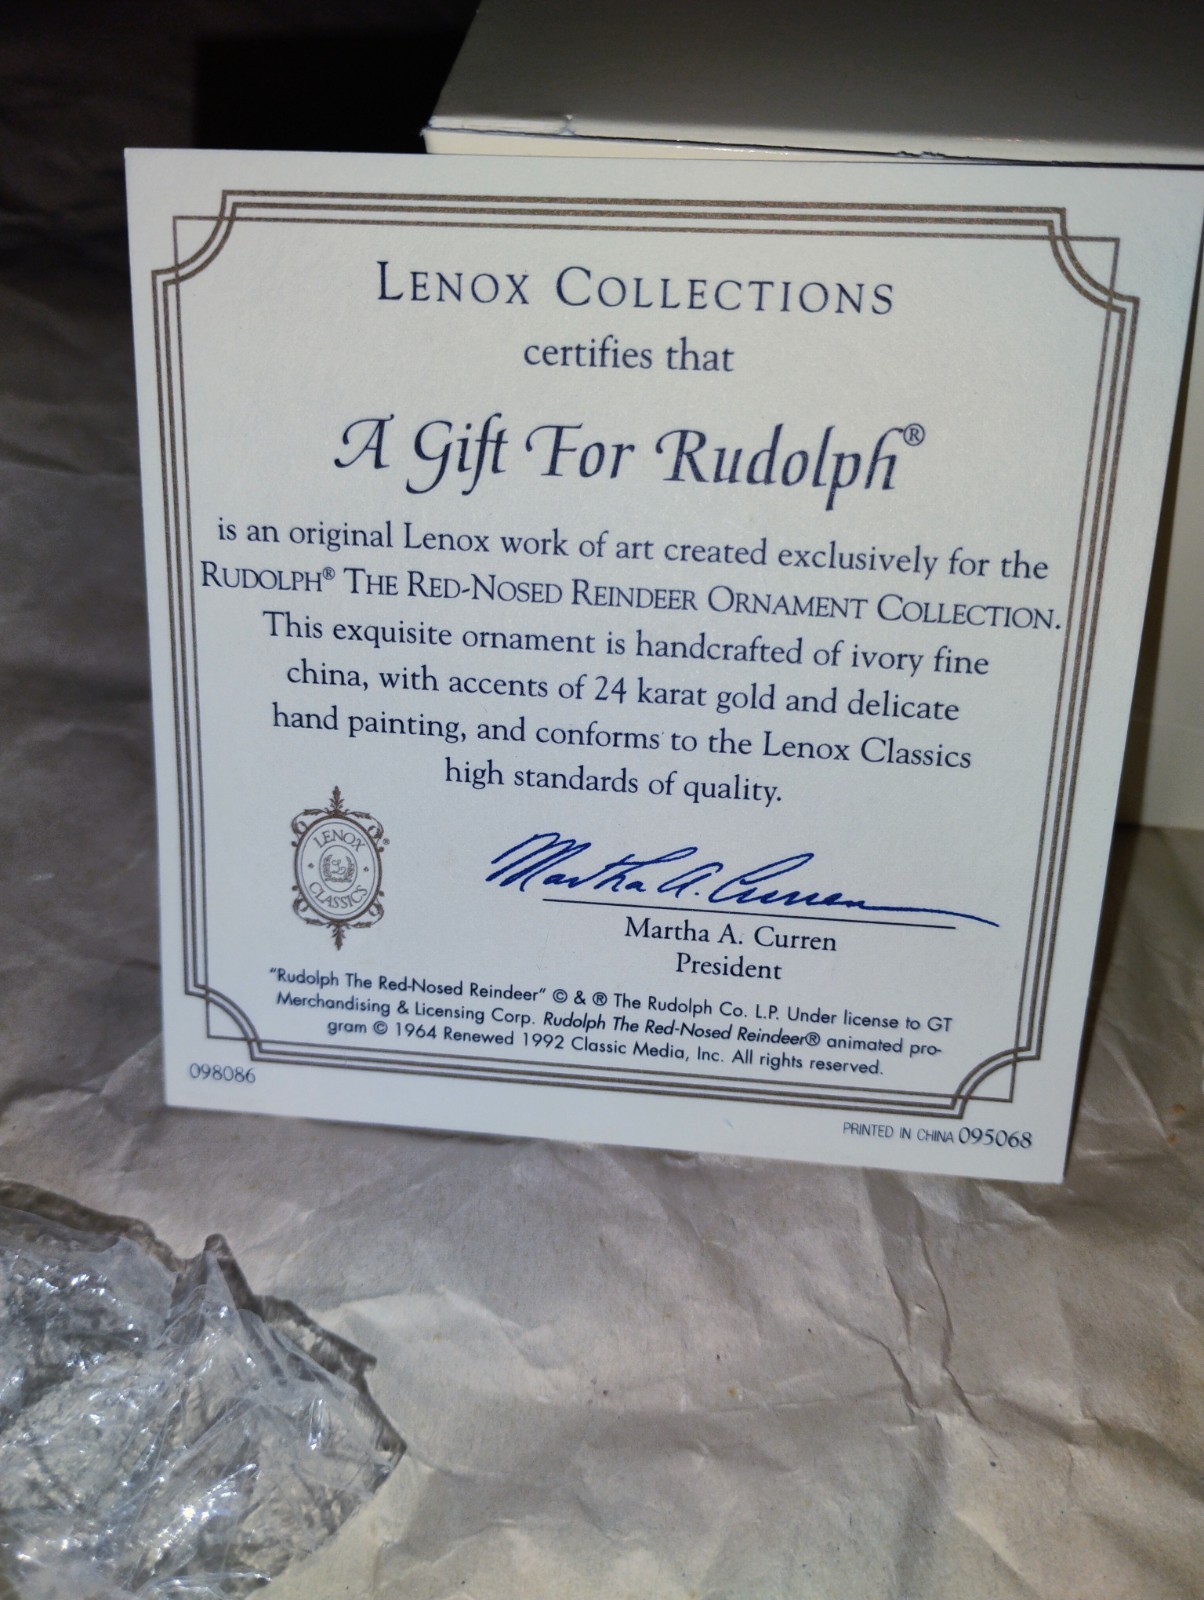 LENOX COLLECTIONS
certifies that
A Gift For Rudolph®
is an original Lenox work of art created exclusively for the
RUDOLPH® THE RED-NOSED REINDEER ORNAMENT COLLECTION.
This exquisite ornament is handcrafted of ivory fine
china, with accents of 24 karat gold and delicate
hand painting, and conforms to the Lenox Classics
high standards of quality.
LENOX
CLASSICS
®
Martha A. Curren
Martha A. Curren
President
"Rudolph The Red-Nosed Reindeer" © & ® The Rudolph Co. L.P. Under license to GT
Merchandising & Licensing Corp. Rudolph The Red-Nosed Reindeer® animated pro-
gram © 1964 Renewed 1992 Classic Media, Inc. All rights reserved.
098086
PRINTED IN CHINA 095068